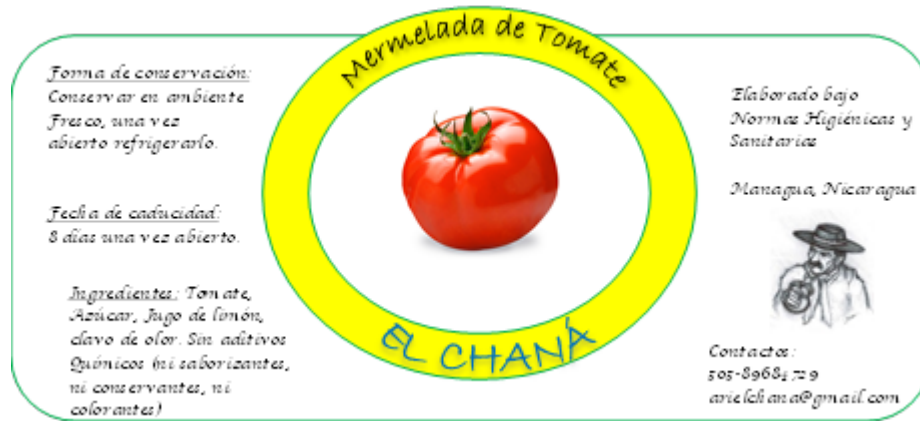 Mermelada de Tomate
EL CHANÁ
Forma de conservación:
Conservar en ambiente
Fresco, una vez
abierto refrigerarlo.
Fecha de caducidad:
8 días una vez abierto.
Ingredientes: Tomate,
Azúcar, Jugo de limón,
clavo de olor. Sin aditivos
Químicos (ni saborizantes,
ni conservantes, ni
colorantes)
Elaborado bajo
Normas Higiénicas y
Sanitarias
Managua, Nicaragua
Contactos:
505-89684729
arielchana@gmail.com